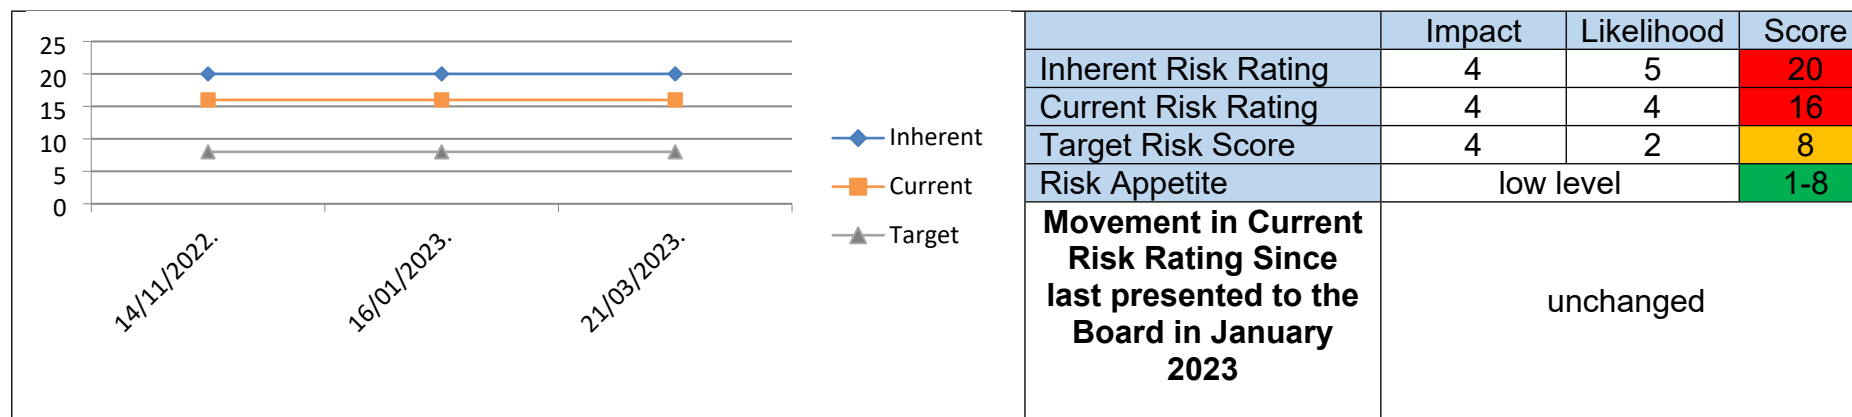 25
20
15
10
5
0
14/11/2022.
16/01/2023.
21/03/2023.
Inherent
Current
Target
Impact Likelihood Score
Inherent Risk Rating 4 5 20
Current Risk Rating 4 4 16
Target Risk Score 4 2 8
Risk Appetite low level 1-8
Movement in Current
Risk Rating Since
last presented to the
Board in January
2023
unchanged